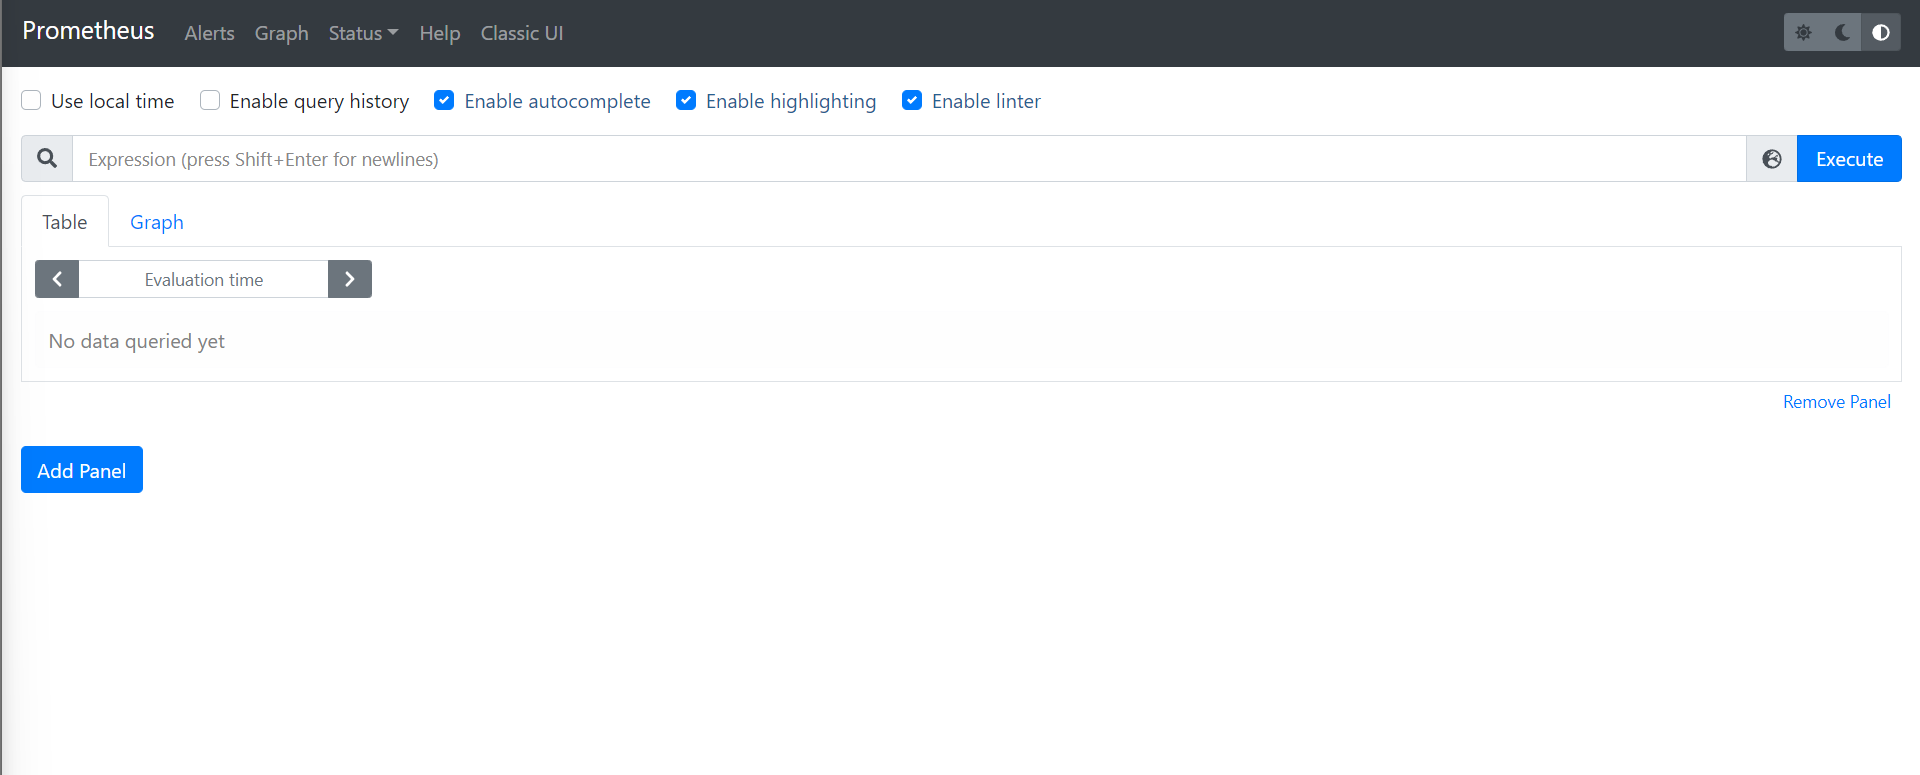 Prometheus Alerts Graph Status Help Classic UI
Use local time Enable query history Enable autocomplete Enable highlighting Enable linter
Expression (press Shift+Enter for newlines) Execute
Table Graph
Evaluation time
No data queried yet
Remove Panel
Add Panel